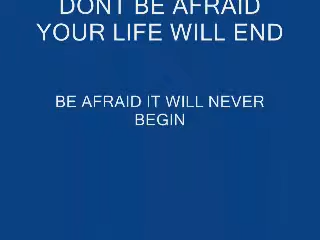 DONT BE AFRAID
YOUR LIFE WILL END
BE AFRAID IT WILL NEVER
BEGIN